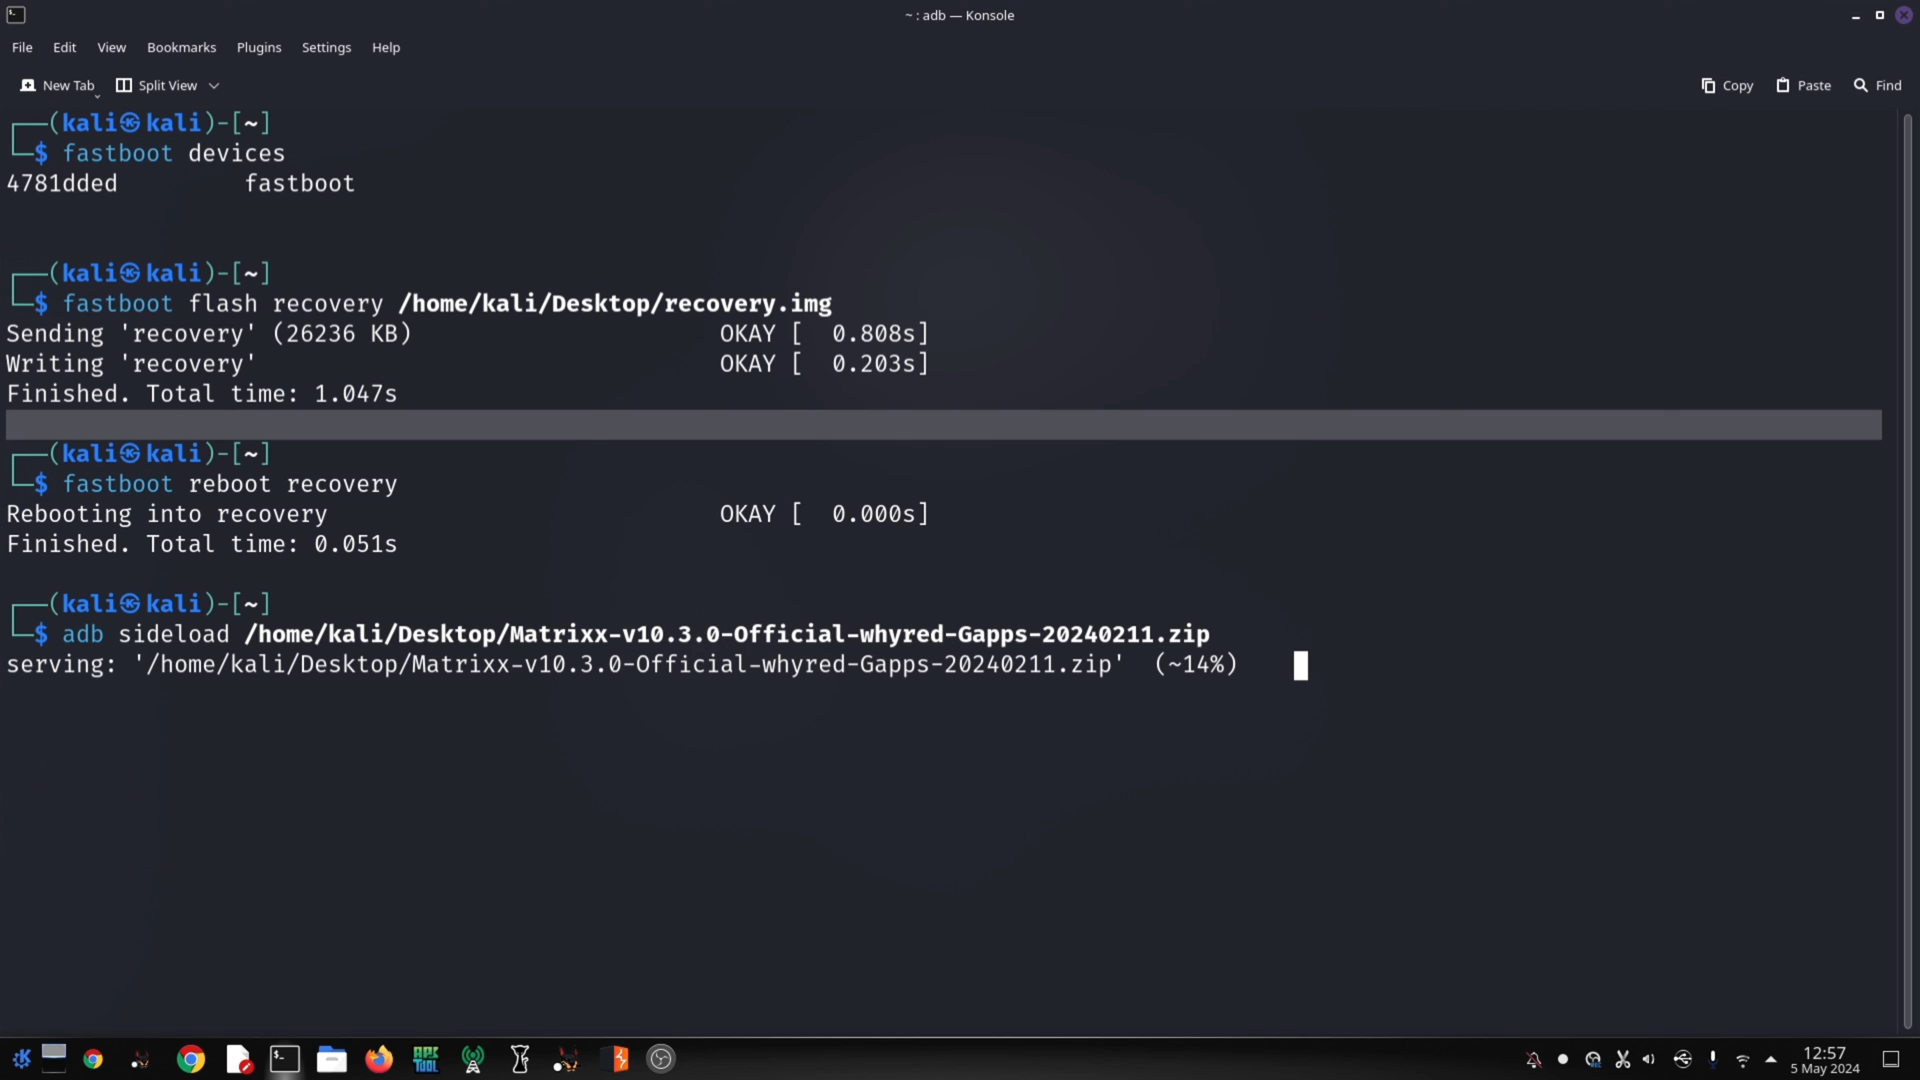 ~ : adb — Konsole
File Edit View Bookmarks Plugins Settings Help
New Tab Split View Copy Paste Find
(kali㉿kali)-[~]
$ fastboot devices
4781dded fastboot
(kali㉿kali)-[~]
$ fastboot flash recovery /home/kali/Desktop/recovery.img
Sending 'recovery' (26236 KB) OKAY [ 0.808s]
Writing 'recovery' OKAY [ 0.203s]
Finished. Total time: 1.047s
(kali㉿kali)-[~]
$ fastboot reboot recovery
Rebooting into recovery OKAY [ 0.000s]
Finished. Total time: 0.051s
(kali㉿kali)-[~]
$ adb sideload /home/kali/Desktop/Matrixx-v10.3.0-Official-whyred-Gapps-20240211.zip
serving: '/home/kali/Desktop/Matrixx-v10.3.0-Official-whyred-Gapps-20240211.zip' (~14%)
APK
TOOL
12:57
5 May 2024